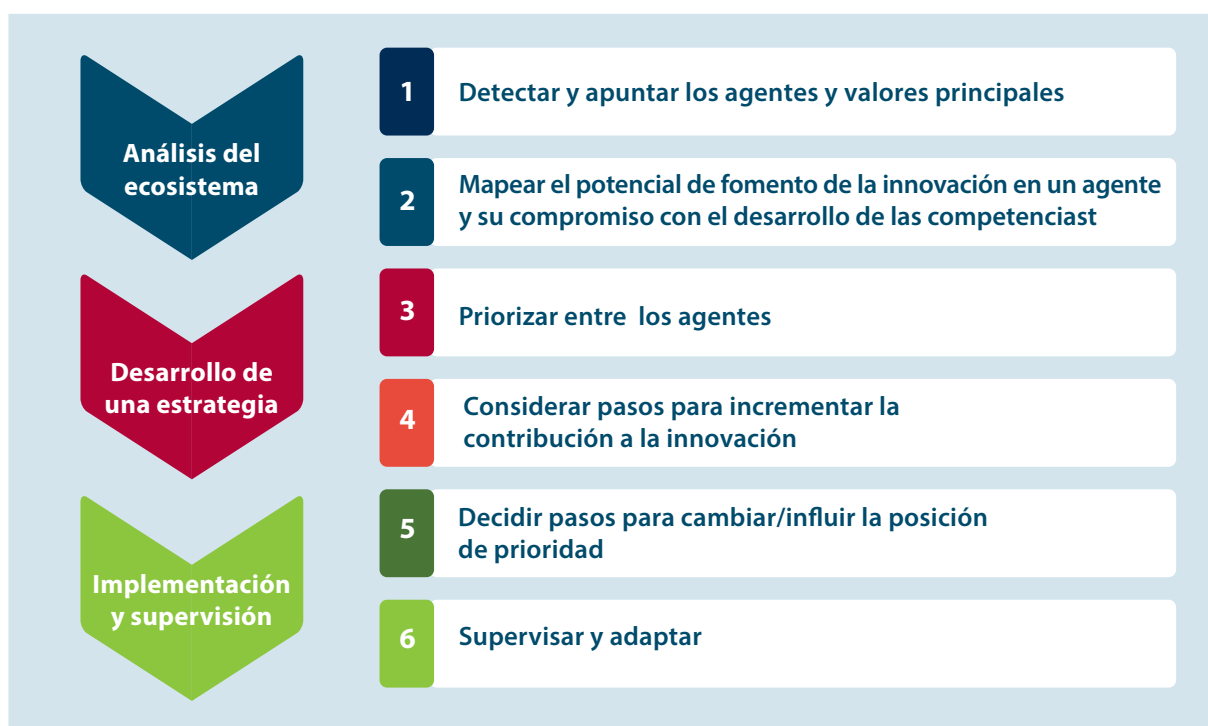 Análisis del
ecosistema
1
Detectar y apuntar los agentes y valores principales
2
Mapear el potencial de fomento de la innovación en un agente
y su compromiso con el desarrollo de las competenciast
Desarrollo de
una estrategia
3
Priorizar entre los agentes
4
Considerar pasos para incrementar la
contribución a la innovación
Implementación
y supervisión
5
Decidir pasos para cambiar/influir la posición
de prioridad
6
Supervisar y adaptar